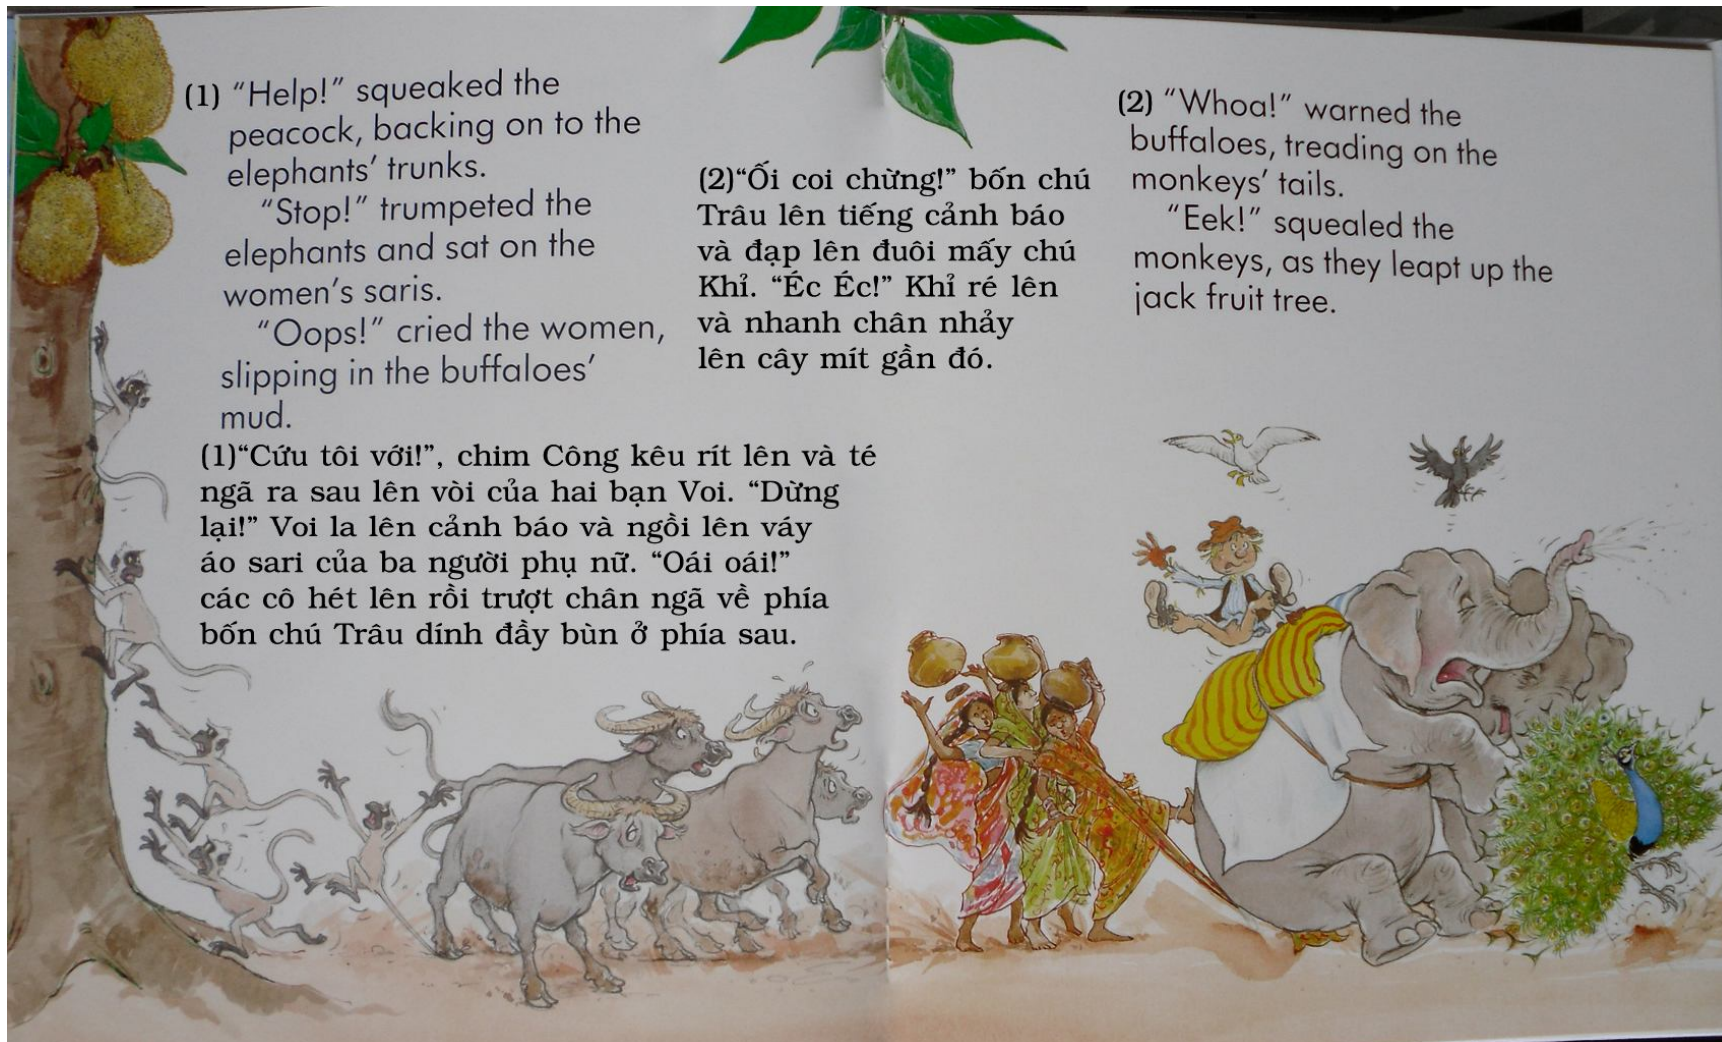 (1) “Help!” squeaked the
peacock, backing on to the
elephants’ trunks.
“Stop!” trumpeted the
elephants and sat on the
women’s saris.
“Oops!” cried the women,
slipping in the buffaloes’
mud.
(1)“Cứu tôi với!”, chim Công kêu rít lên và té
ngã ra sau lên vòi của hai bạn Voi. “Dừng
lại!” Voi la lên cảnh báo và ngồi lên váy
áo sari của ba người phụ nữ. “Oái oái!”
các cô hét lên rồi trượt chân ngã về phía
bốn chú Trâu dính đầy bùn ở phía sau.
(2)“Ối coi chừng!” bốn chú
Trâu lên tiếng cảnh báo
và đạp lên đuôi mấy chú
Khỉ. “Éc Éc!” Khỉ ré lên
và nhanh chân nhảy
lên cây mít gần đó.
(2) “Whoa!” warned the
buffaloes, treading on the
monkeys’ tails.
“Eek!” squealed the
monkeys, as they leapt up the
jack fruit tree.